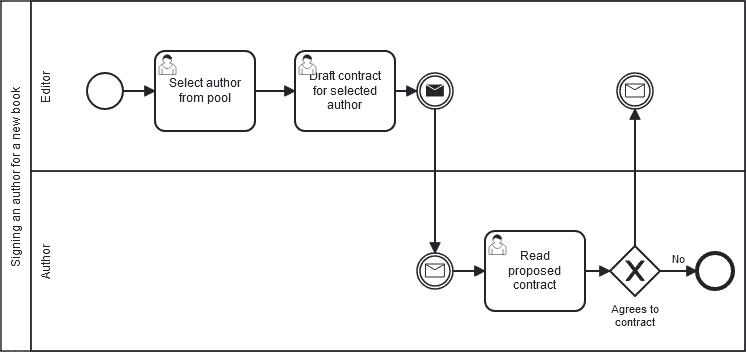 Signing an author for a new book
Editor
Select author
from pool
Draft contract
for selected
author
Author
Read
proposed
contract
Agrees to
contract
No